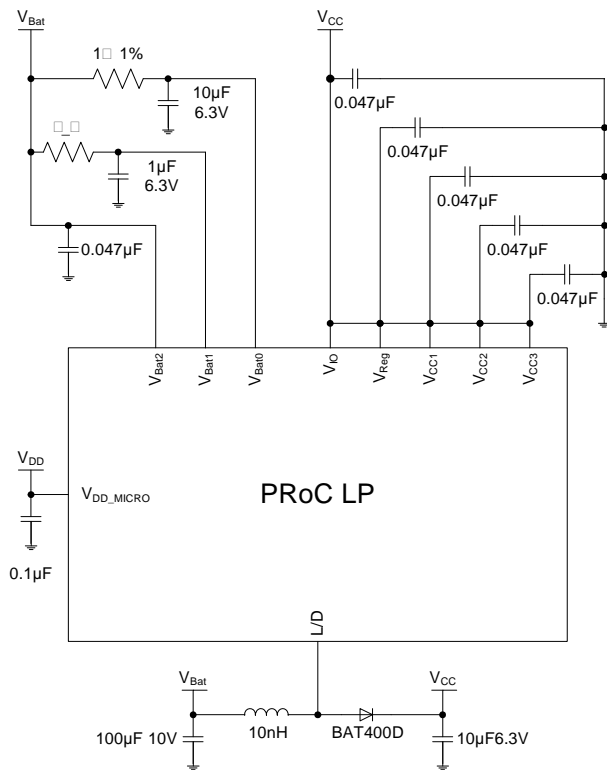 VBat
VCC
1 1%
10µF
6.3V
0.047µF
0.047µF
1µF
6.3V
0.047µF
0.047µF
0.047µF
0.047µF
VBat2
VBat1
VBat0
VIO
VReg
VCC1
VCC2
VCC3
VDD
VDD_MICRO
PRoC LP
0.1µF
L/D
VBat
VCC
100µF 10V
10nH
BAT400D
10µF6.3V